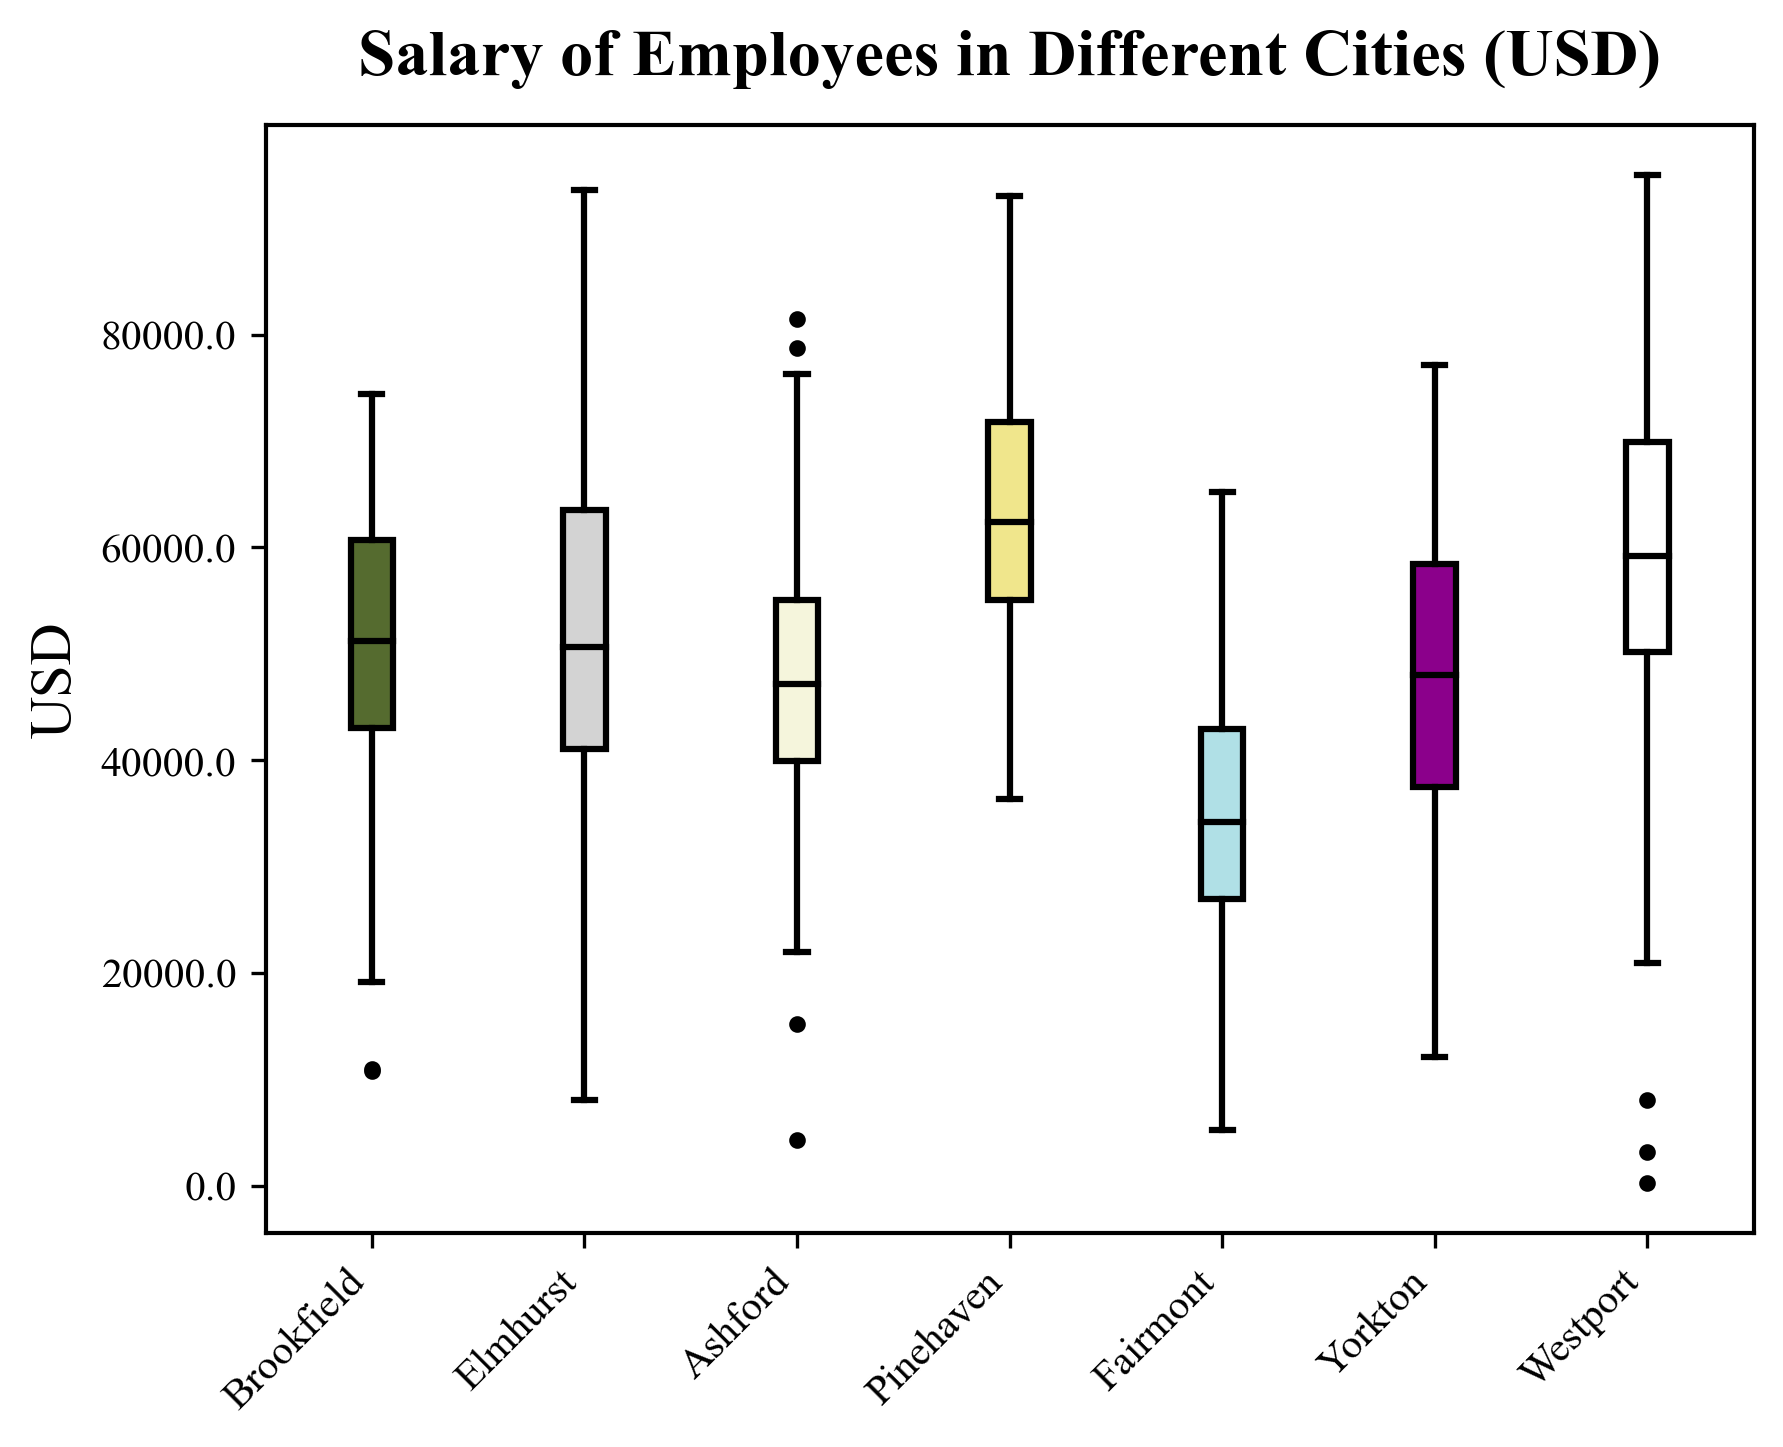 Salary of Employees in Different Cities (USD)
USD
80000.0
60000.0
40000.0
20000.0
0.0
Brookfield
Elmhurst
Ashford
Pinehaven
Fairmont
Yorkton
Westport